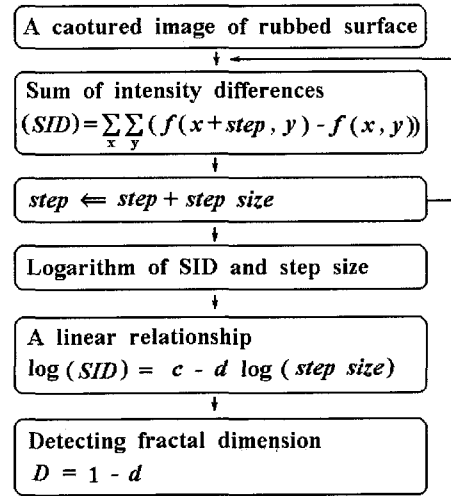 A caotured image of rubbed surface
Sum of intensity differences
(SID)=∑∑(f(x+step, y)-f(x, y))
x y
step ⇐ step + step size
Logarithm of SID and step size
A linear relationship
log(SID) = c - d log(step size)
Detecting fractal dimension
D = 1 - d